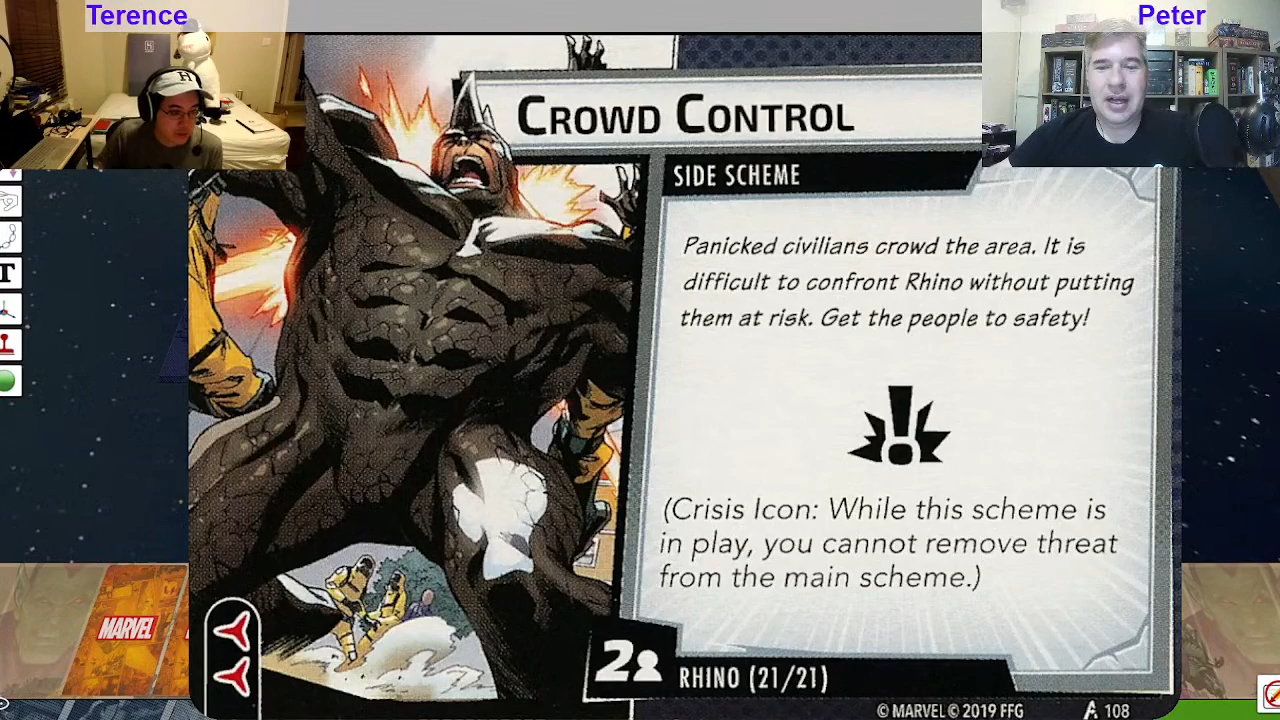 Terence
Peter
CROWD CONTROL
SIDE SCHEME
Panicked civilians crowd the area. It is
difficult to confront Rhino without putting
them at risk. Get the people to safety!
(Crisis Icon: While this scheme is
in play, you cannot remove threat
from the main scheme.)
2
RHINO (21/21)
© MARVEL © 2019 FFG
108
MARVEL
T
H